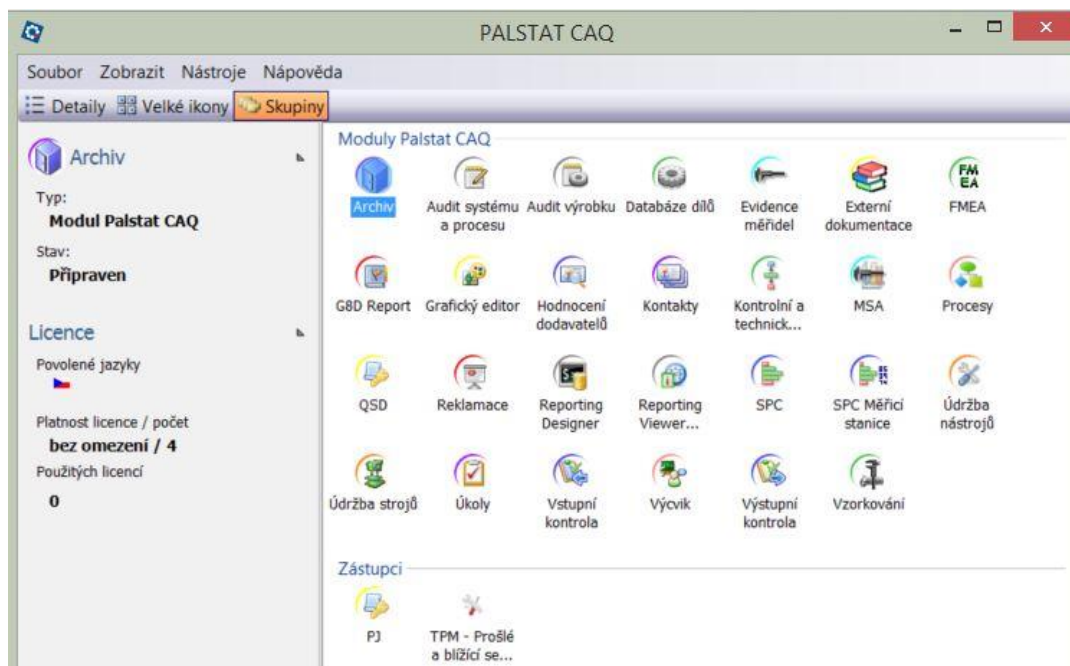 PALSTAT CAQ
Soubor Zobrazit Nástroje Nápověda
Detaily Velké ikony Skupiny
Archiv
Typ:
Modul Palstat CAQ
Stav:
Připraven
Licence
Povolené jazyky
Platnost licence / počet
bez omezení / 4
Použitých licencí
0
Moduly Palstat CAQ
Archiv
Audit systému
a procesu
Audit výrobku
Databáze dílů
Evidence
měřidel
Externí
dokumentace
FM
EA
FMEA
G8D Report
Grafický editor
Hodnocení
dodavatelů
Kontakty
Kontrolní a
technick...
MSA
Procesy
QSD
Reklamace
Reporting
Designer
Reporting
Viewer...
SPC
SPC Měřicí
stanice
Údržba
nástrojů
Údržba strojů
Úkoly
Vstupní
kontrola
Výcvik
Výstupní
kontrola
Vzorkování
Zástupci
PJ
TPM - Prošlé
a blížící se...